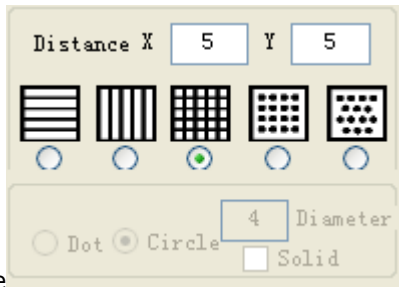 Distance X 5 Y 5
4 Diameter
Dot Circle
Solid
e